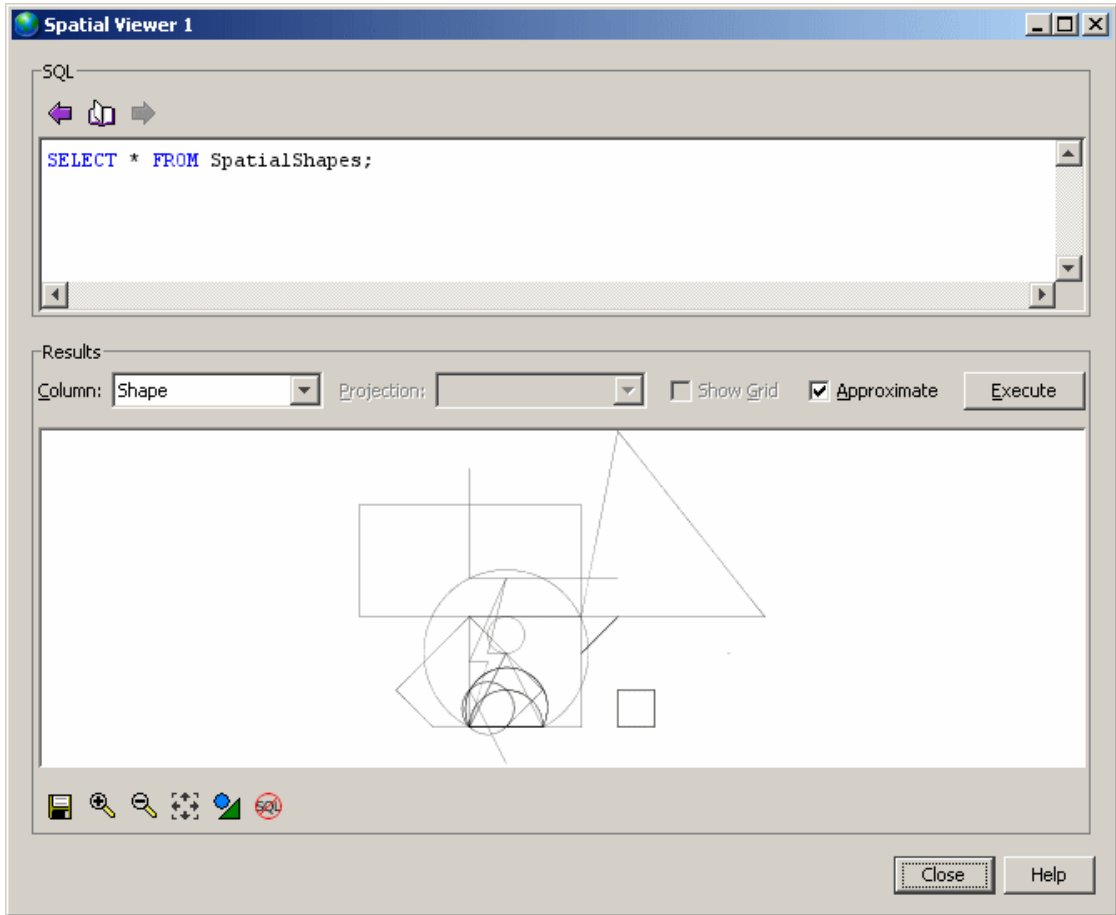 Spatial Viewer 1
SQL
SELECT * FROM SpatialShapes;
Results
Column: Shape Projection: Show Grid Approximate Execute
SQL
Close Help